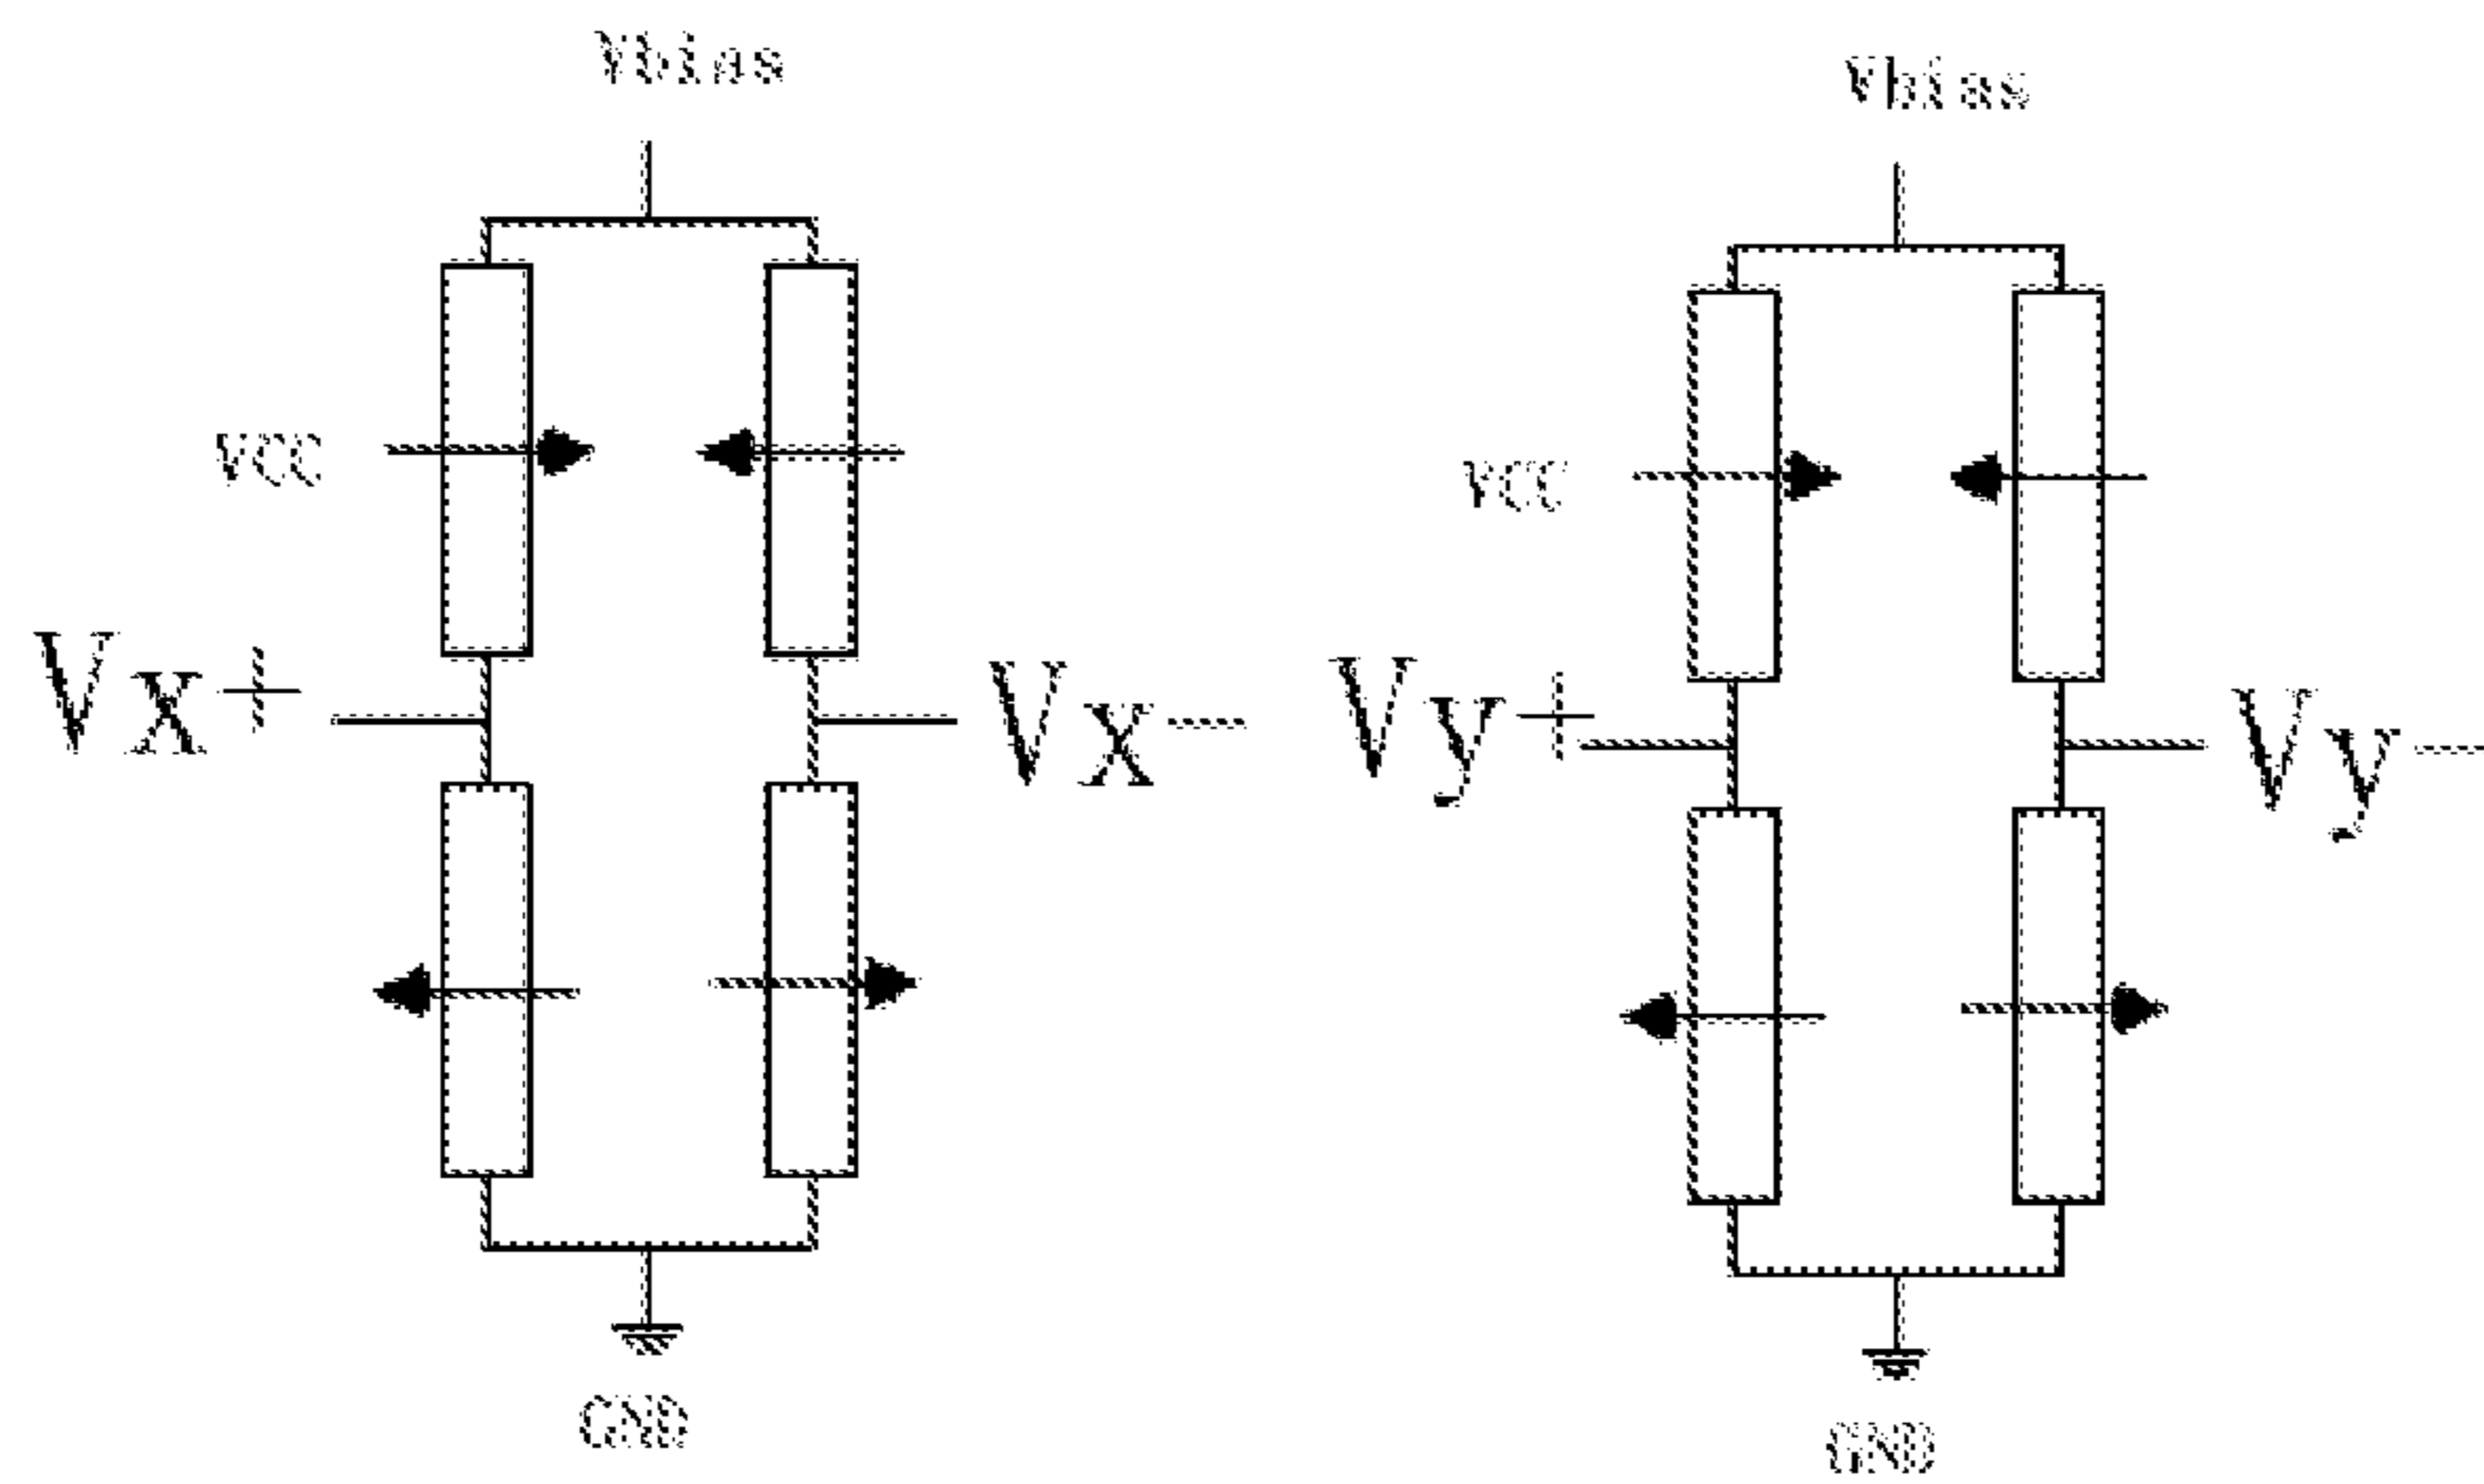 Vbias
VCC
Vx+
Vx-
GND
Vbias
VCC
Vy+
Vy-
GND